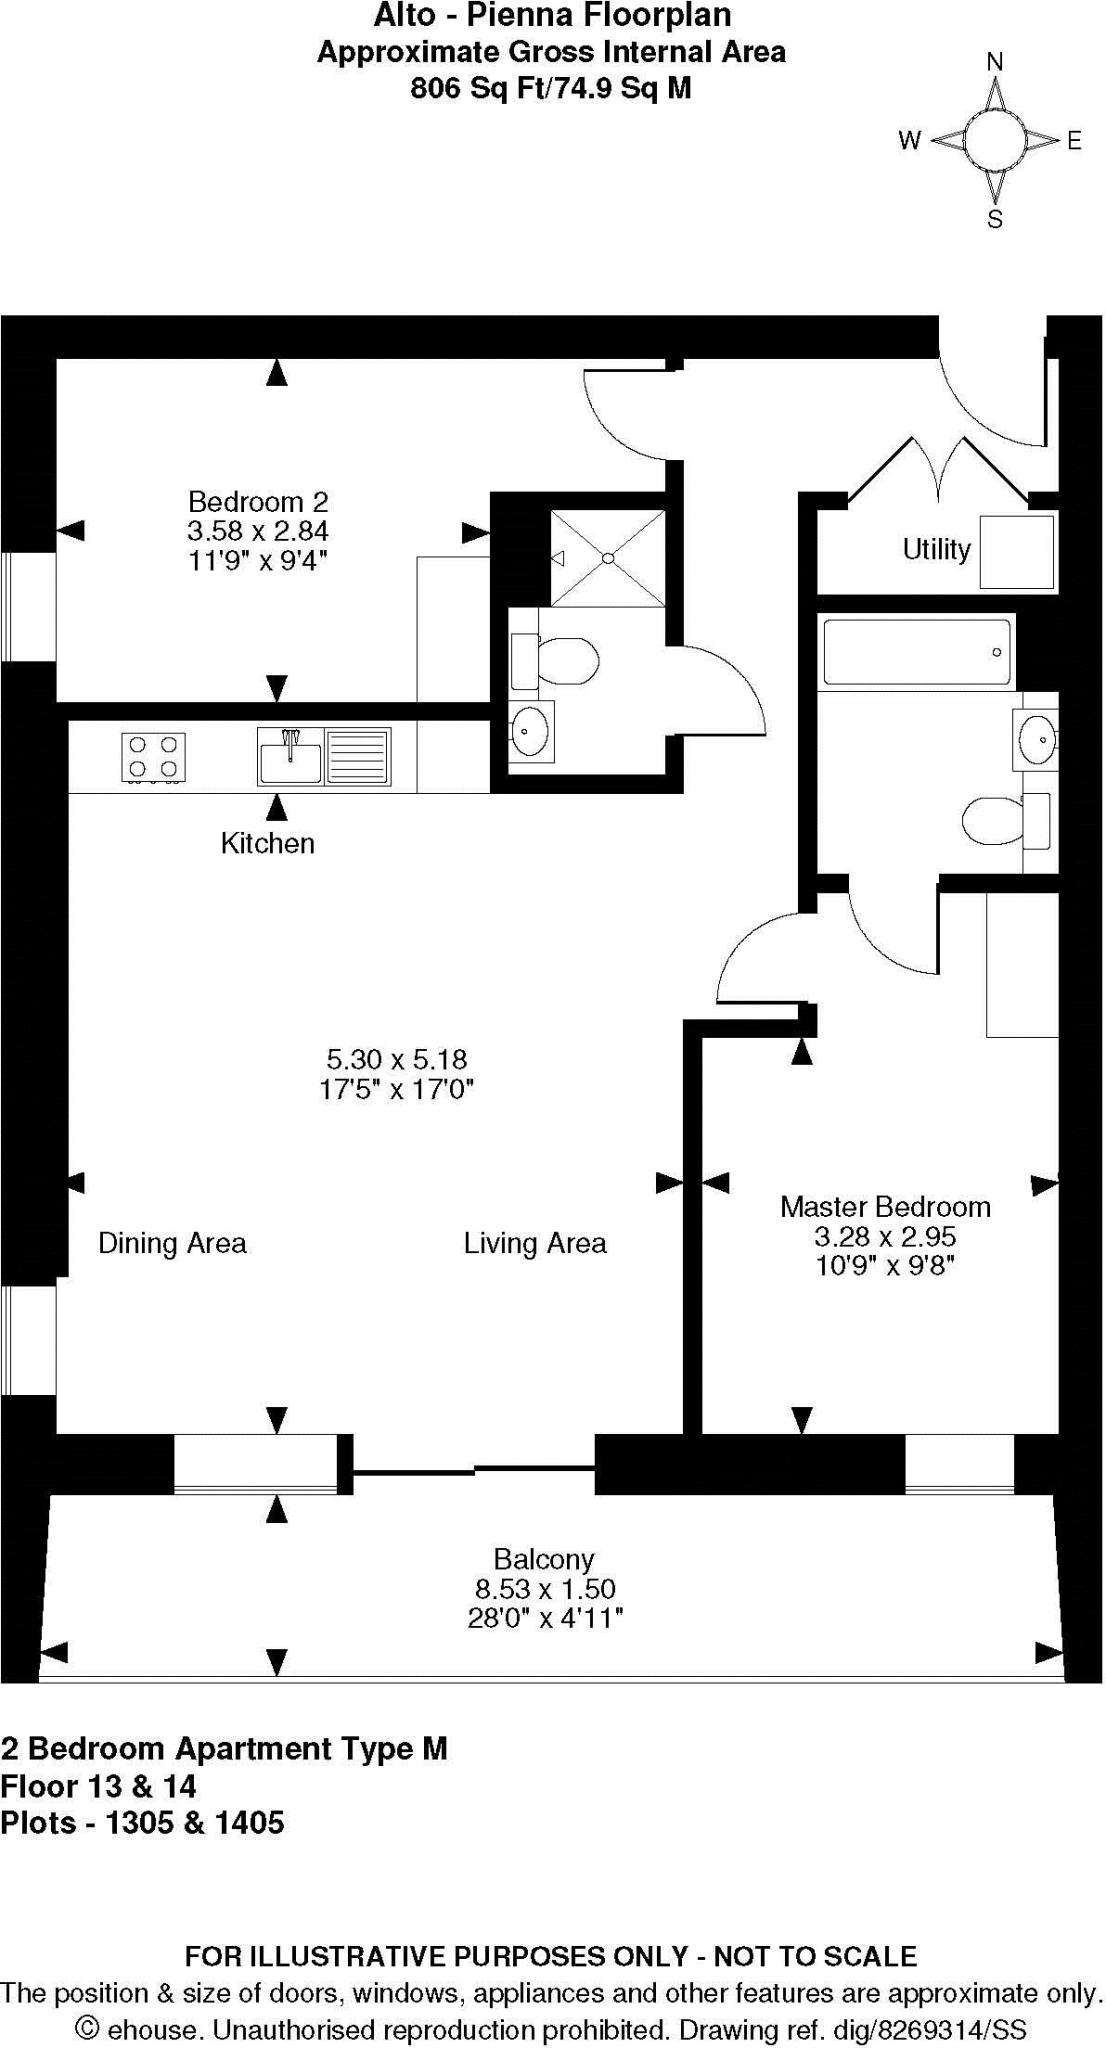 Alto - Pienna Floorplan
Approximate Gross Internal Area
806 Sq Ft/74.9 Sq M
N
W E
S
Bedroom 2
3.58 x 2.84
11'9" x 9'4"
Utility
Kitchen
5.30 x 5.18
17'5" x 17'0"
Master Bedroom
3.28 x 2.95
10'9" x 9'8"
Dining Area
Living Area
Balcony
8.53 x 1.50
28'0" x 4'11"
2 Bedroom Apartment Type M
Floor 13 & 14
Plots - 1305 & 1405
FOR ILLUSTRATIVE PURPOSES ONLY - NOT TO SCALE
The position & size of doors, windows, appliances and other features are approximate only.
© ehouse. Unauthorised reproduction prohibited. Drawing ref. dig/8269314/SS